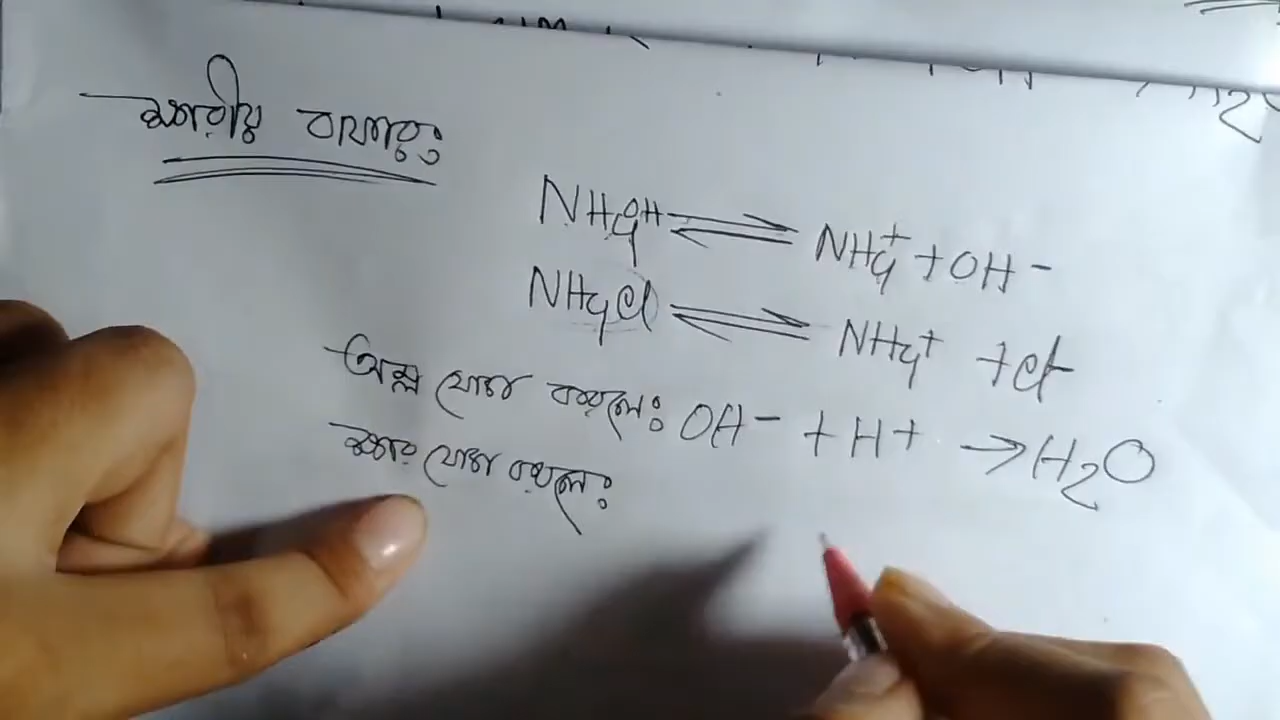 ক্ষারীয় বাফারঃ
NH₄OH ⇌ NH₄⁺ + OH⁻
NH₄Cl ⇌ NH₄⁺ + Cl⁻
অম্ল যোগ করলেঃ OH⁻ + H⁺ → H₂O
ক্ষার যোগ করলেঃ